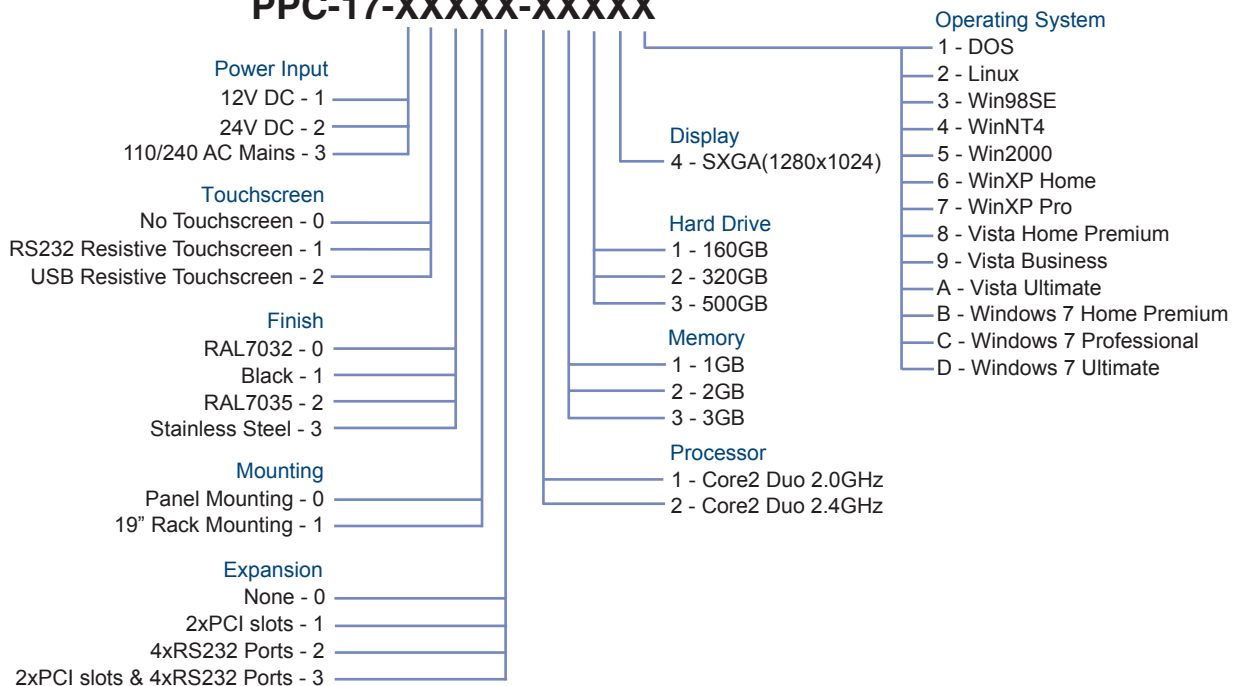 PPC-17-XXXXX-XXXXX
Power Input
12V DC - 1
24V DC - 2
110/240 AC Mains - 3
Touchscreen
No Touchscreen - 0
RS232 Resistive Touchscreen - 1
USB Resistive Touchscreen - 2
Finish
RAL7032 - 0
Black - 1
RAL7035 - 2
Stainless Steel - 3
Mounting
Panel Mounting - 0
19” Rack Mounting - 1
Expansion
None - 0
2xPCI slots - 1
4xRS232 Ports - 2
2xPCI slots & 4xRS232 Ports - 3
Display
4 - SXGA(1280x1024)
Hard Drive
1 - 160GB
2 - 320GB
3 - 500GB
Memory
1 - 1GB
2 - 2GB
3 - 3GB
Processor
1 - Core2 Duo 2.0GHz
2 - Core2 Duo 2.4GHz
Operating System
1 - DOS
2 - Linux
3 - Win98SE
4 - WinNT4
5 - Win2000
6 - WinXP Home
7 - WinXP Pro
8 - Vista Home Premium
9 - Vista Business
A - Vista Ultimate
B - Windows 7 Home Premium
C - Windows 7 Professional
D - Windows 7 Ultimate